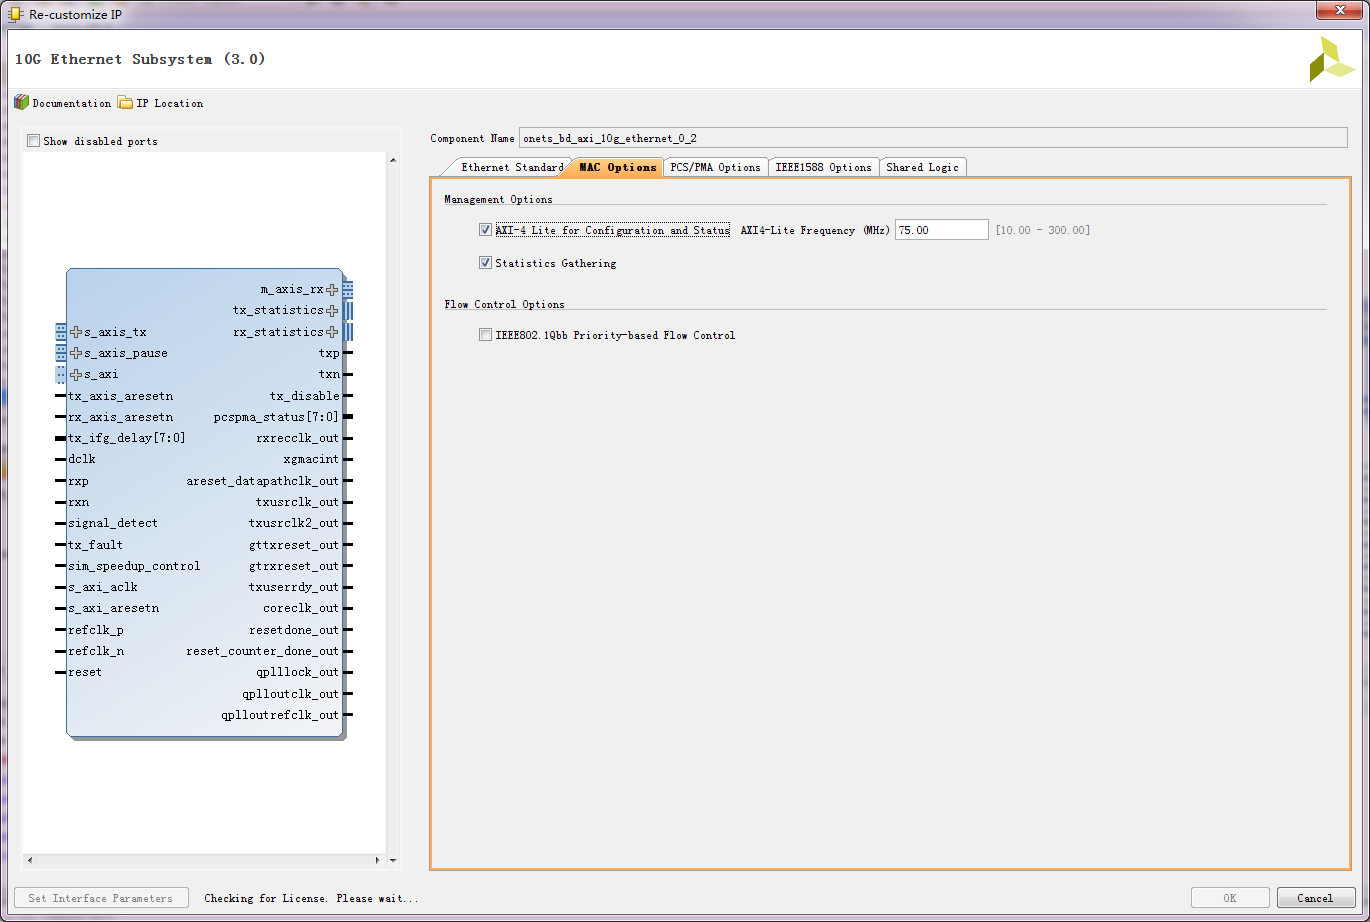 Re-customize IP
10G Ethernet Subsystem (3.0)
Documentation IP Location
Show disabled ports
m_axis_rx
tx_statistics
s_axis_tx rx_statistics
s_axis_pause txp
s_axi txn
tx_axis_aresetn tx_disable
rx_axis_aresetn pcspma_status[7:0]
tx_ifg_delay[7:0] rxrecclk_out
dclk xgmacint
rxp areset_datapathclk_out
rxn txusrclk_out
signal_detect txusrclk2_out
tx_fault gttxreset_out
sim_speedup_control gtrxreset_out
s_axi_aclk txuserrdy_out
s_axi_aresetn coreclk_out
refclk_p resetdone_out
refclk_n reset_counter_done_out
reset qplllock_out
qplloutclk_out
qplloutrefclk_out
Component Name onets_bd_axi_10g_ethernet_0_2
Ethernet Standard MAC Options PCS/PMA Options IEEE1588 Options Shared Logic
Management Options
AXI-4 Lite for Configuration and Status AXI4-Lite Frequency (MHz) 75.00 [10.00 - 300.00]
Statistics Gathering
Flow Control Options
IEEE802.1Qbb Priority-based Flow Control
Set Interface Parameters Checking for License. Please wait... OK Cancel